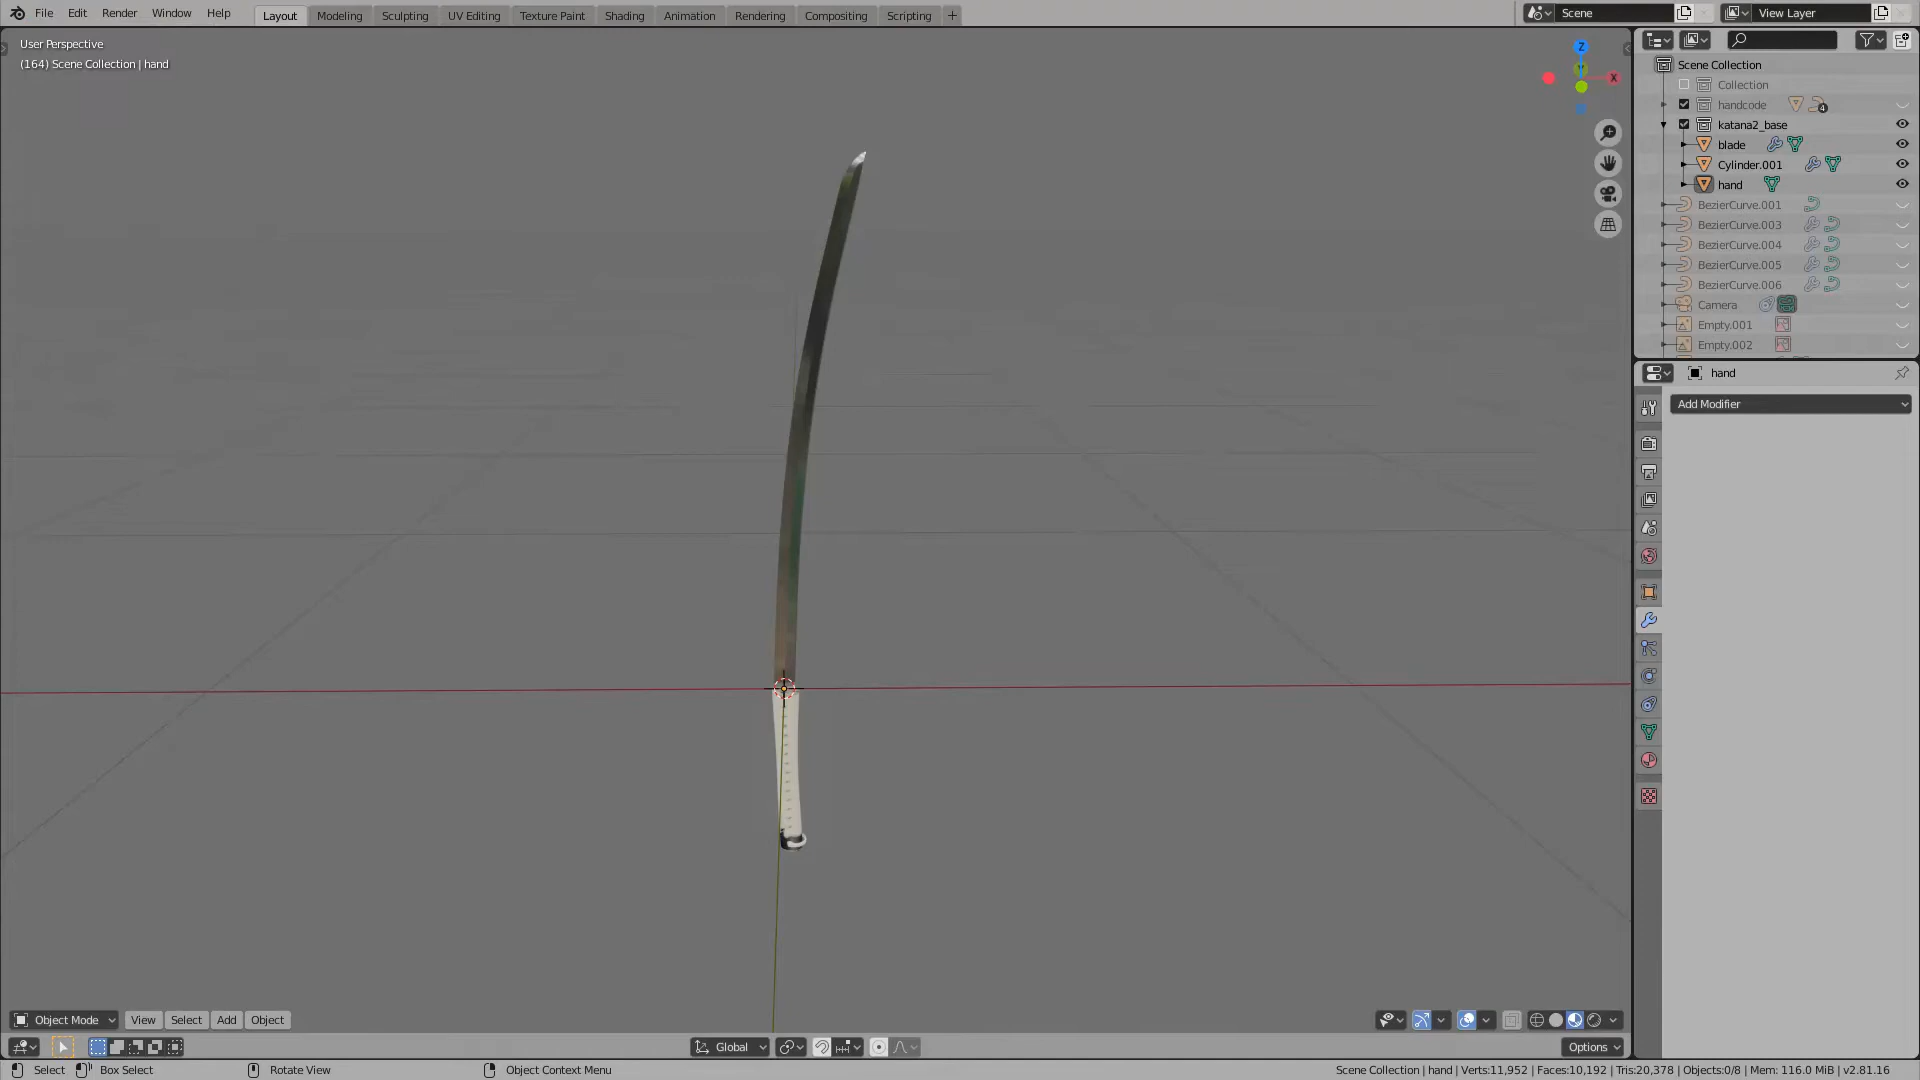 File Edit Render Window Help
Layout Modeling Sculpting UV Editing Texture Paint Shading Animation Rendering Compositing Scripting +
Scene
View Layer
User Perspective
(164) Scene Collection | hand
Z
Y
X
Scene Collection
Collection
handcode
4
katana2_base
blade
Cylinder.001
hand
BezierCurve.001
BezierCurve.003
BezierCurve.004
BezierCurve.005
BezierCurve.006
Camera
Empty.001
Empty.002
hand
Add Modifier
Object Mode View Select Add Object
Global
Options
Select Box Select Rotate View Object Context Menu
Scene Collection | hand | Verts:11,952 | Faces:10,192 | Tris:20,378 | Objects:0/8 | Mem: 116.0 MiB | v2.81.16